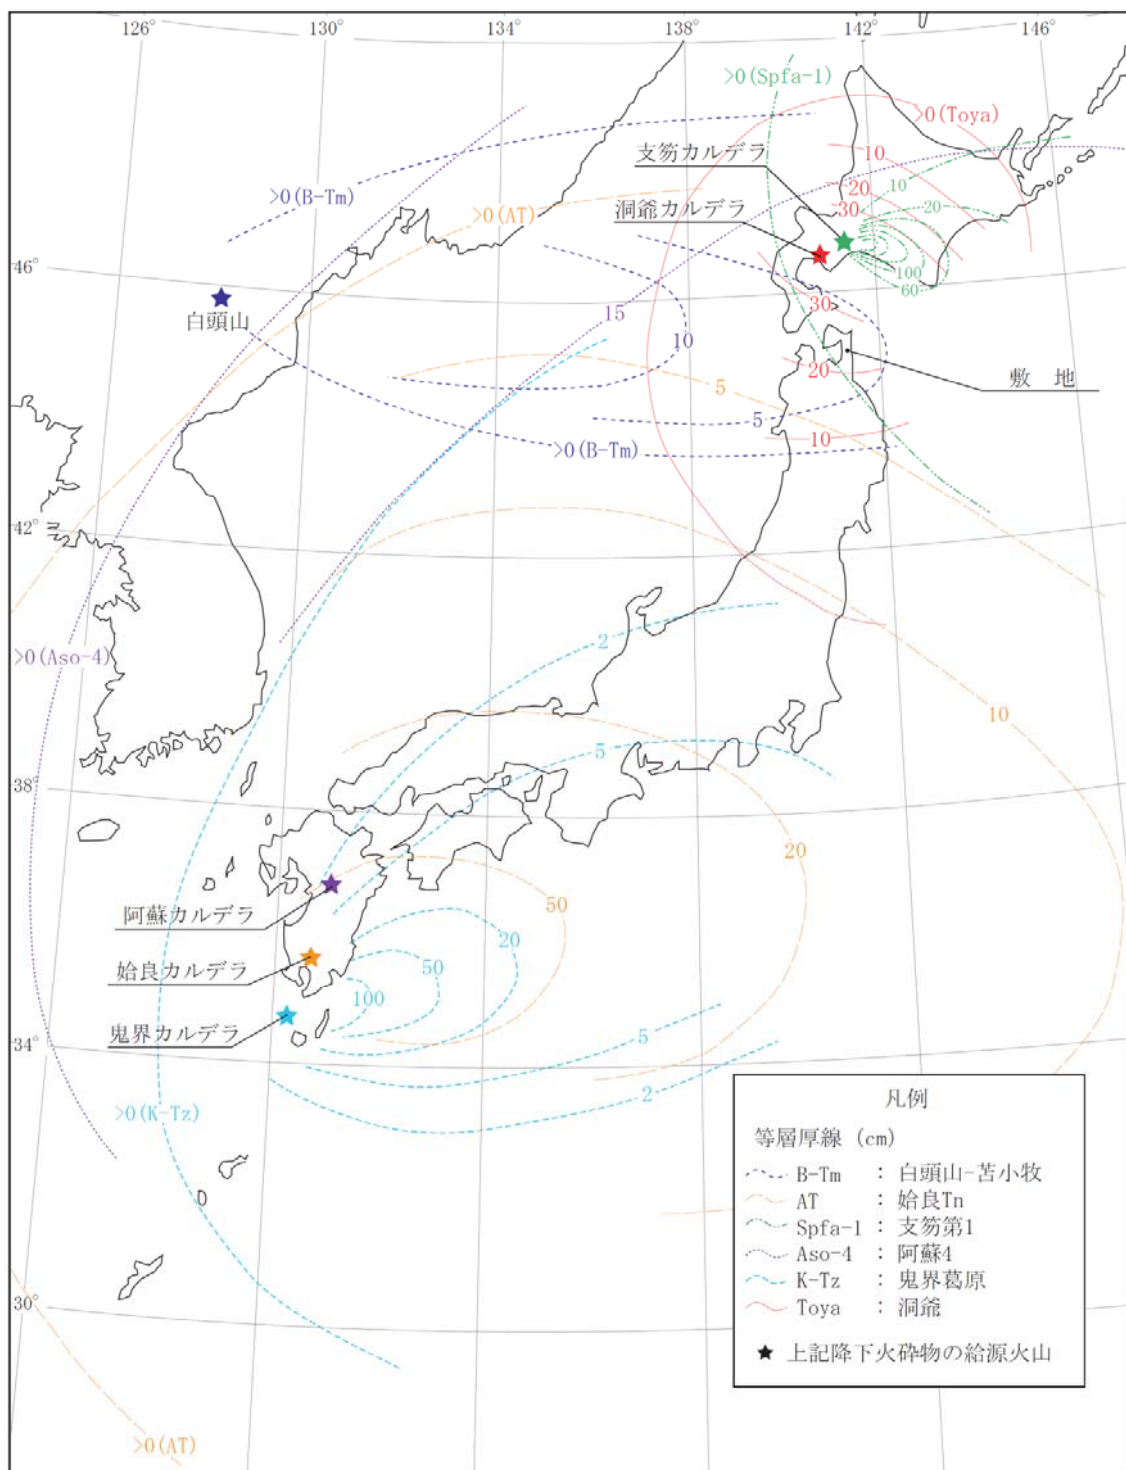 126°
130°
134°
138°
142°
146°
>0(Spfa-1)
>0(Toya)
支笏カルデラ
10
20
30
10
20
洞爺カルデラ
>0(B-Tm)
>0(AT)
46°
白頭山
100
60
30
15
10
20
敷　地
5
5
10
>0(B-Tm)
42°
>0(Aso-4)
2
10
5
38°
20
50
阿蘇カルデラ
20
始良カルデラ
50
100
鬼界カルデラ
34°
5
2
>0(K-Tz)
30°
>0(AT)
凡例
等層厚線 (cm)
B-Tm ： 白頭山-苫小牧
AT ： 姶良Tn
Spfa-1 ： 支笏第1
Aso-4 ： 阿蘇4
K-Tz ： 鬼界葛原
Toya ： 洞爺
★ 上記降下火砕物の給源火山